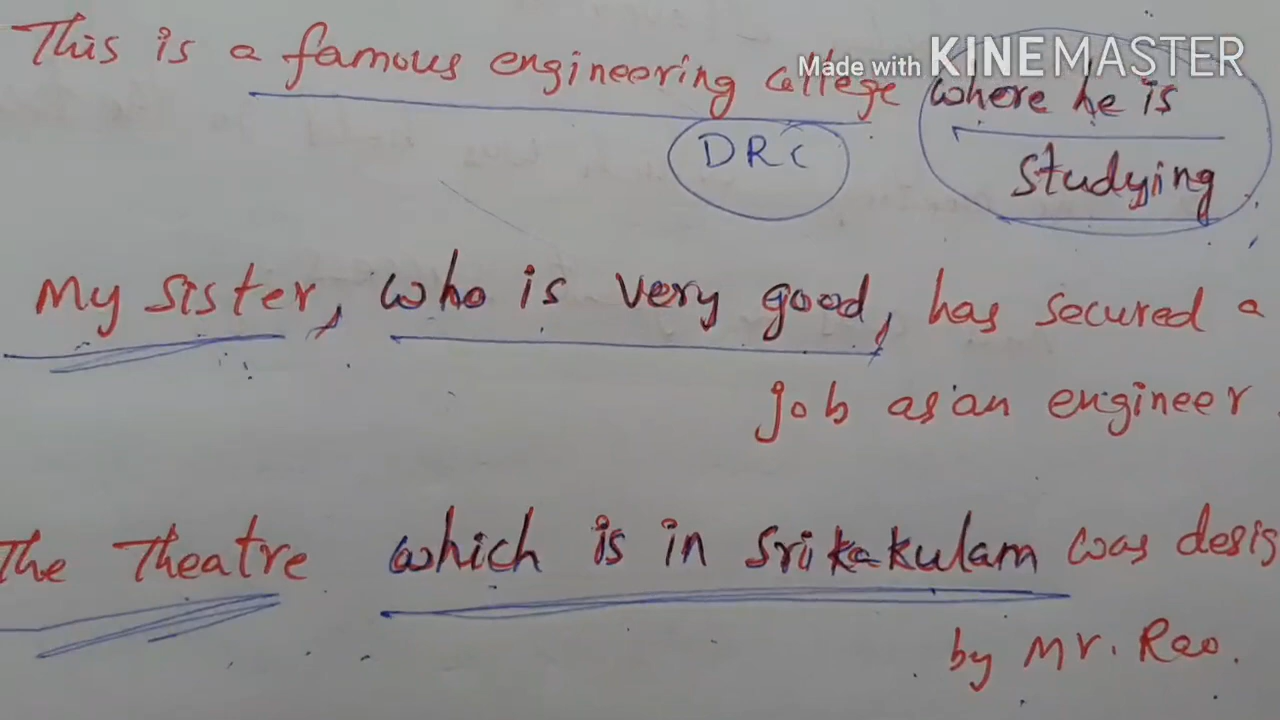 This is a famous engineering college where he is
Made with KINEMASTER
DRC
studying
My sister, who is very good, has secured a
job as an engineer
The Theatre which is in Srikakulam was desig
by Mr. Rao.